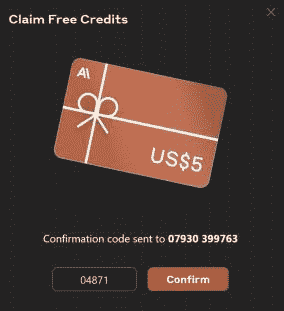 Claim Free Credits
A\
US$5
Confirmation code sent to 07930 399763
04871
Confirm